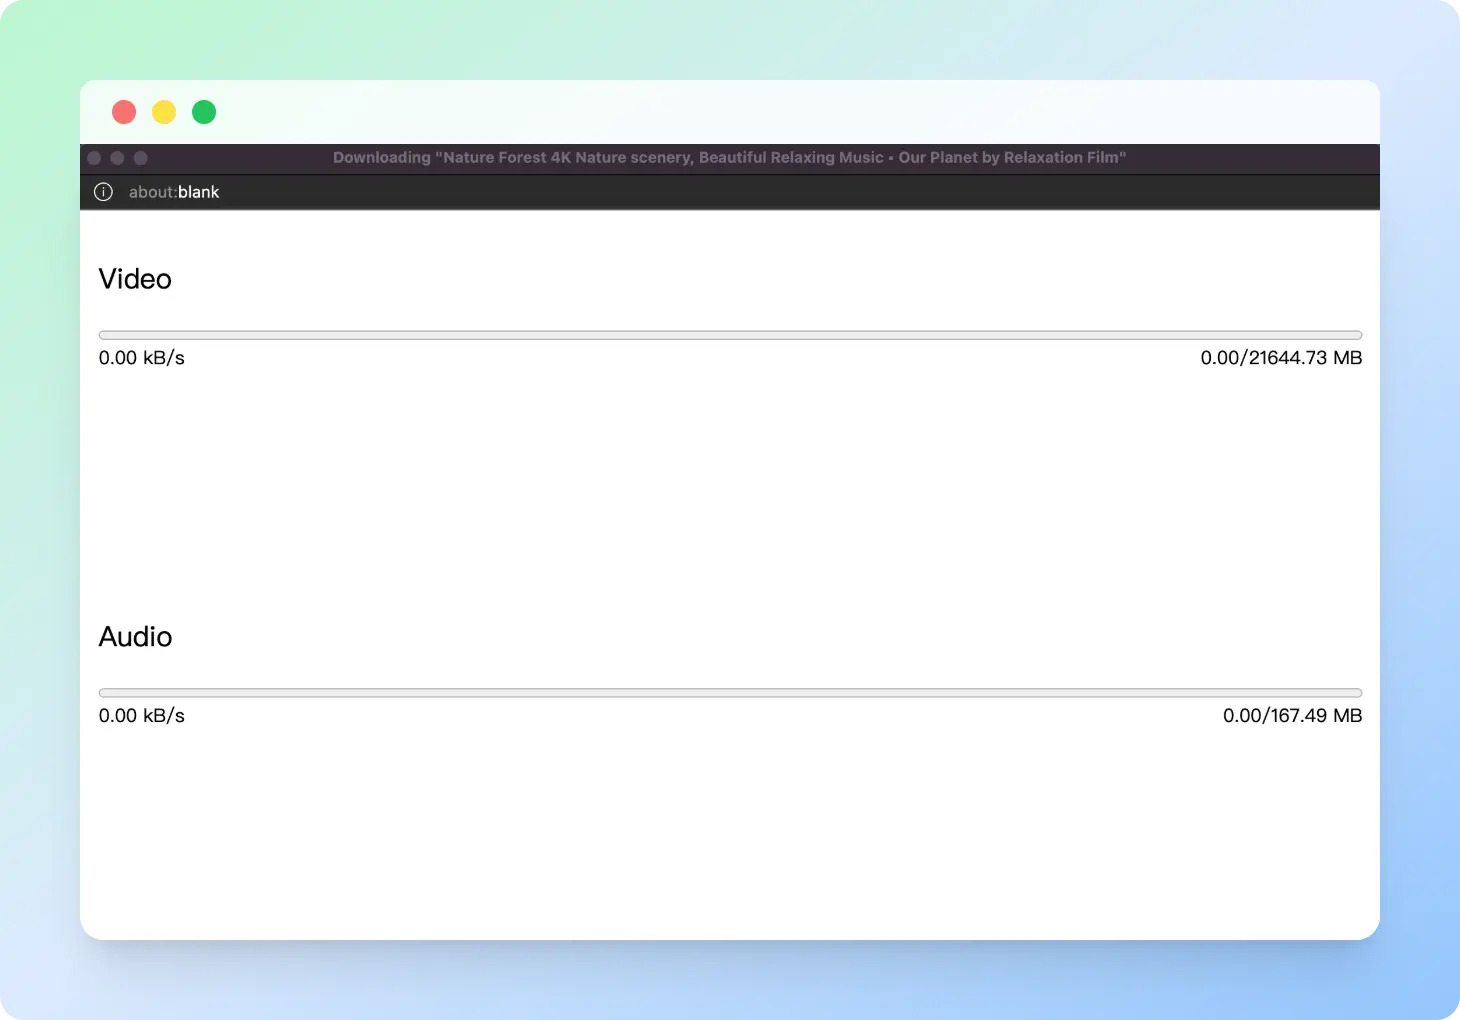 Downloading "Nature Forest 4K Nature scenery, Beautiful Relaxing Music • Our Planet by Relaxation Film"
about:blank
Video
0.00 kB/s 0.00/21644.73 MB
Audio
0.00 kB/s 0.00/167.49 MB